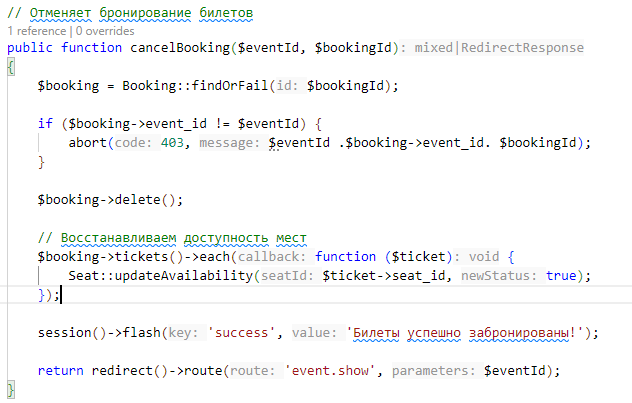 // Отменяет бронирование билетов
1 reference | 0 overrides
public function cancelBooking($eventId, $bookingId): mixed|RedirectResponse
{
    $booking = Booking::findOrFail(id: $bookingId);
    if ($booking->event_id != $eventId) {
        abort(code: 403, message: $eventId .$booking->event_id. $bookingId);
    }
    $booking->delete();
    // Восстанавливаем доступность мест
    $booking->tickets()->each(callback: function ($ticket): void {
        Seat::updateAvailability(seatId: $ticket->seat_id, newStatus: true);
    });
    session()->flash(key: 'success', value: 'Билеты успешно забронированы!');
    return redirect()->route(route: 'event.show', parameters: $eventId);
}